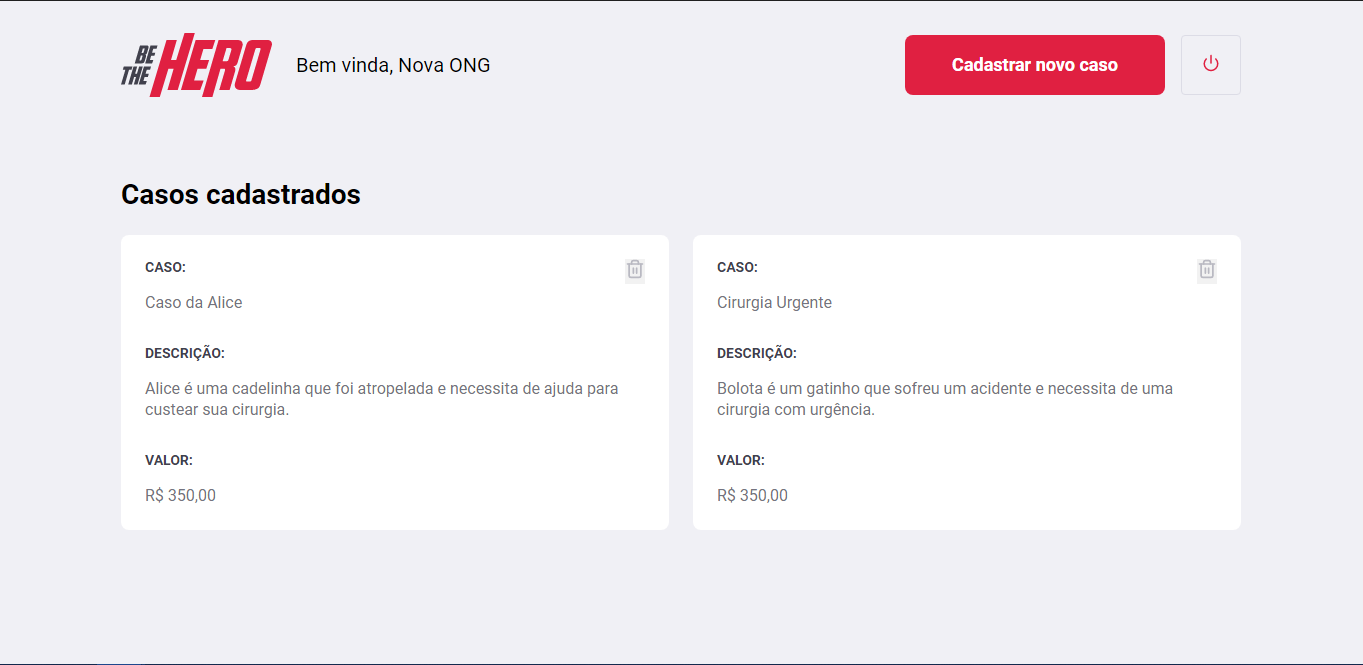 BE
THE HERO
Bem vinda, Nova ONG
Cadastrar novo caso
Casos cadastrados
CASO:
Caso da Alice
DESCRIÇÃO:
Alice é uma cadelinha que foi atropelada e necessita de ajuda para
custear sua cirurgia.
VALOR:
R$ 350,00
CASO:
Cirurgia Urgente
DESCRIÇÃO:
Bolota é um gatinho que sofreu um acidente e necessita de uma
cirurgia com urgência.
VALOR:
R$ 350,00